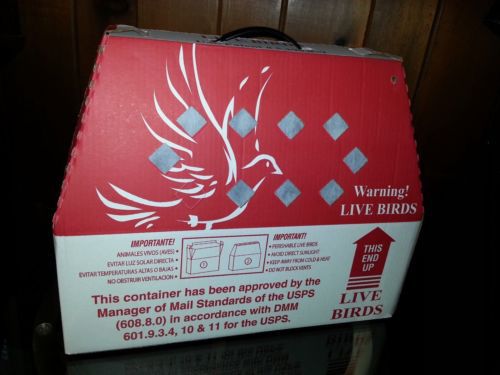 LIVE BIRDS
Warning!
LIVE BIRDS
IMPORTANTE!
ANIMALES VIVOS (AVES) •
EVITAR LUZ SOLAR DIRECTA •
EVITAR TEMPERATURAS ALTAS O BAJAS •
NO OBSTRUIR VENTILACION •
IMPORTANT!
• PERISHABLE LIVE BIRDS
• AVOID DIRECT SUNLIGHT
• KEEP AWAY FROM COLD & HEAT
• DO NOT BLOCK VENTS
THIS
END
UP
LIVE
BIRDS
This container has been approved by the
Manager of Mail Standards of the USPS
(608.8.0) in accordance with DMM
601.9.3.4, 10 & 11 for the USPS.